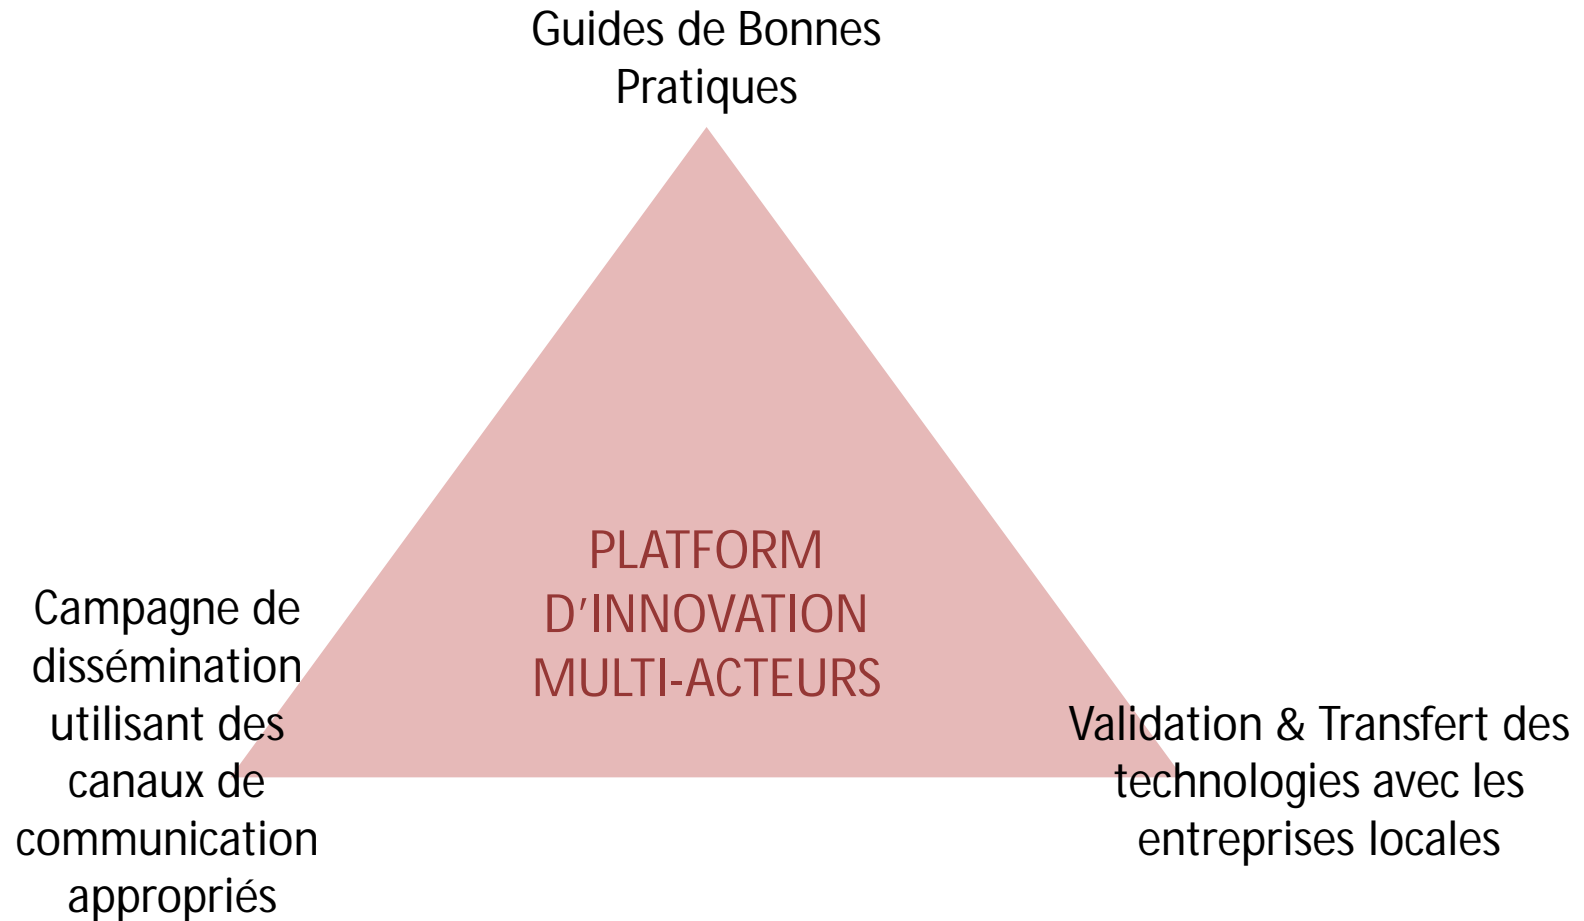 Guides de Bonnes
Pratiques
PLATFORM
D’INNOVATION
MULTI-ACTEURS
Campagne de
dissémination
utilisant des
canaux de
communication
appropriés
Validation & Transfert des
technologies avec les
entreprises locales